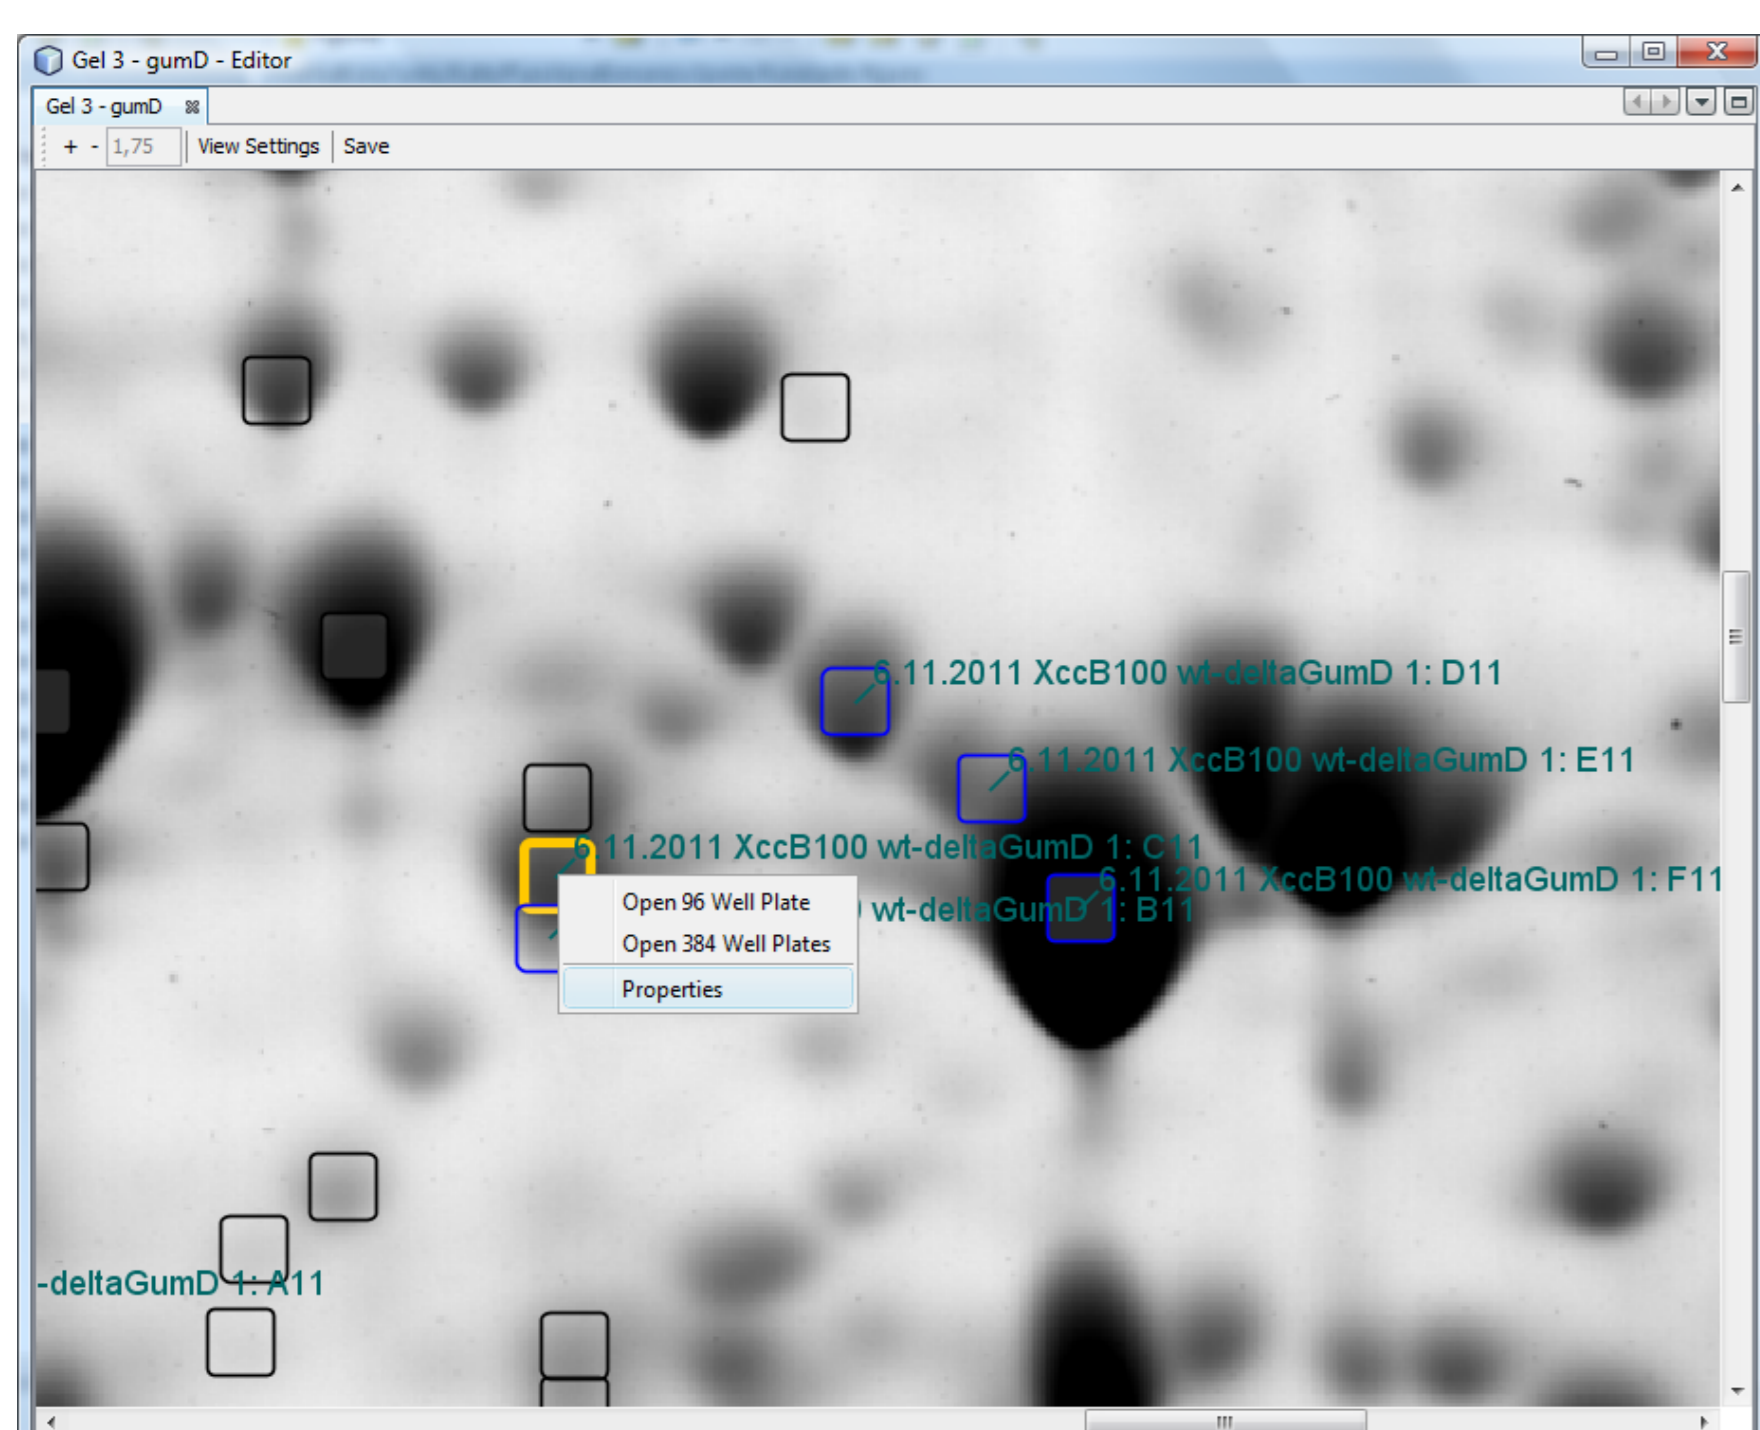 Gel 3 - gumD - Editor
Gel 3 - gumD
+ - 1,75 View Settings Save
6.11.2011 XccB100 wt-deltaGumD 1: D11
6.11.2011 XccB100 wt-deltaGumD 1: E11
6.11.2011 XccB100 wt-deltaGumD 1: C11
6.11.2011 XccB100 wt-deltaGumD 1: F11
wt-deltaGumD 1: B11
Open 96 Well Plate
Open 384 Well Plates
Properties
-deltaGumD 1: A11